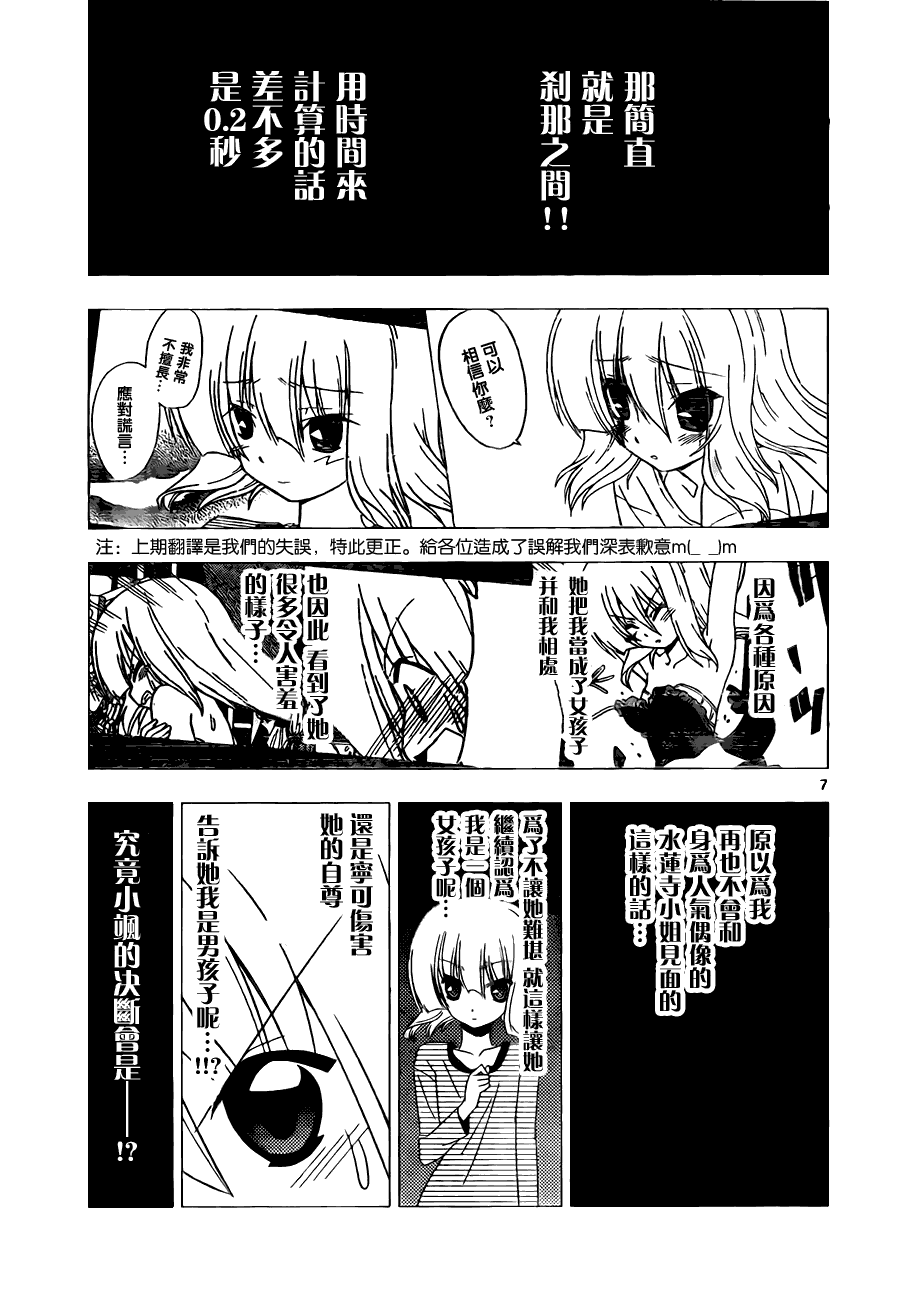 那簡直
就是
刹那之間!!
用時間來
計算的話
差不多
是0.2秒
可以
相信你麼?
我非常
不擅長…
應對謊言…
注：上期翻譯是我們的失誤，特此更正。給各位造成了誤解我們深表歉意m(_ _)m
因爲各種原因
她把我當成了女孩子
并和我相處
也因此 看到了她
很多令人害羞
的樣子…
7
原以爲我
再也不會和
身爲人氣偶像的
水蓮寺小姐見面的
這樣的話…
爲了不讓她難堪 就這樣讓她
繼續認爲
我是一個
女孩子呢…
還是寧可傷害
她的自尊
告訴她我是男孩子呢…!!?
究竟小颯的決斷會是——!?